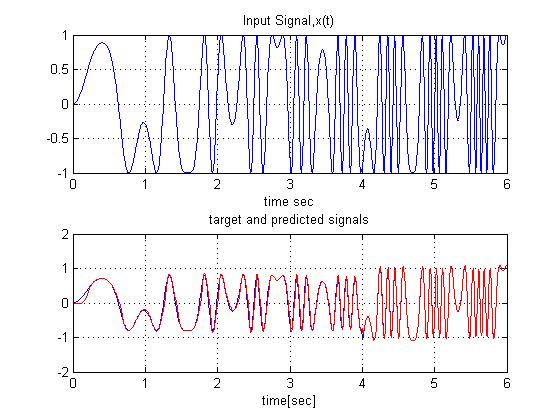 Input Signal,x(t)
1
0.5
0
-0.5
-1
0 1 2 3 4 5 6
time sec
target and predicted signals
2
1
0
-1
-2
0 1 2 3 4 5 6
time[sec]